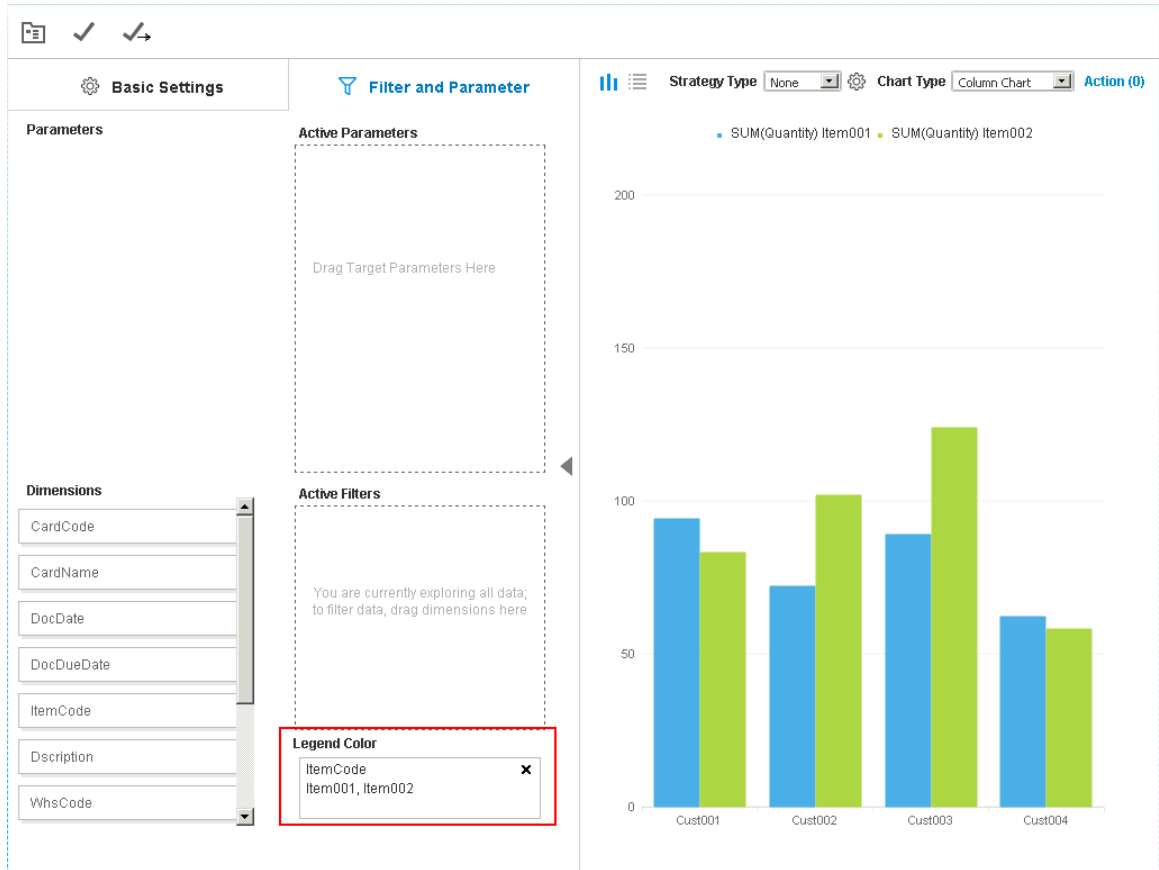 Basic Settings
Filter and Parameter
Strategy Type None Chart Type Column Chart Action (0)
Parameters
Active Parameters
Drag Target Parameters Here
Dimensions
CardCode
CardName
DocDate
DocDueDate
ItemCode
Dscription
WhsCode
Active Filters
You are currently exploring all data;
to filter data, drag dimensions here
Legend Color
ItemCode
Item001, Item002
SUM(Quantity) Item001 SUM(Quantity) Item002
200
150
100
50
0
Cust001 Cust002 Cust003 Cust004